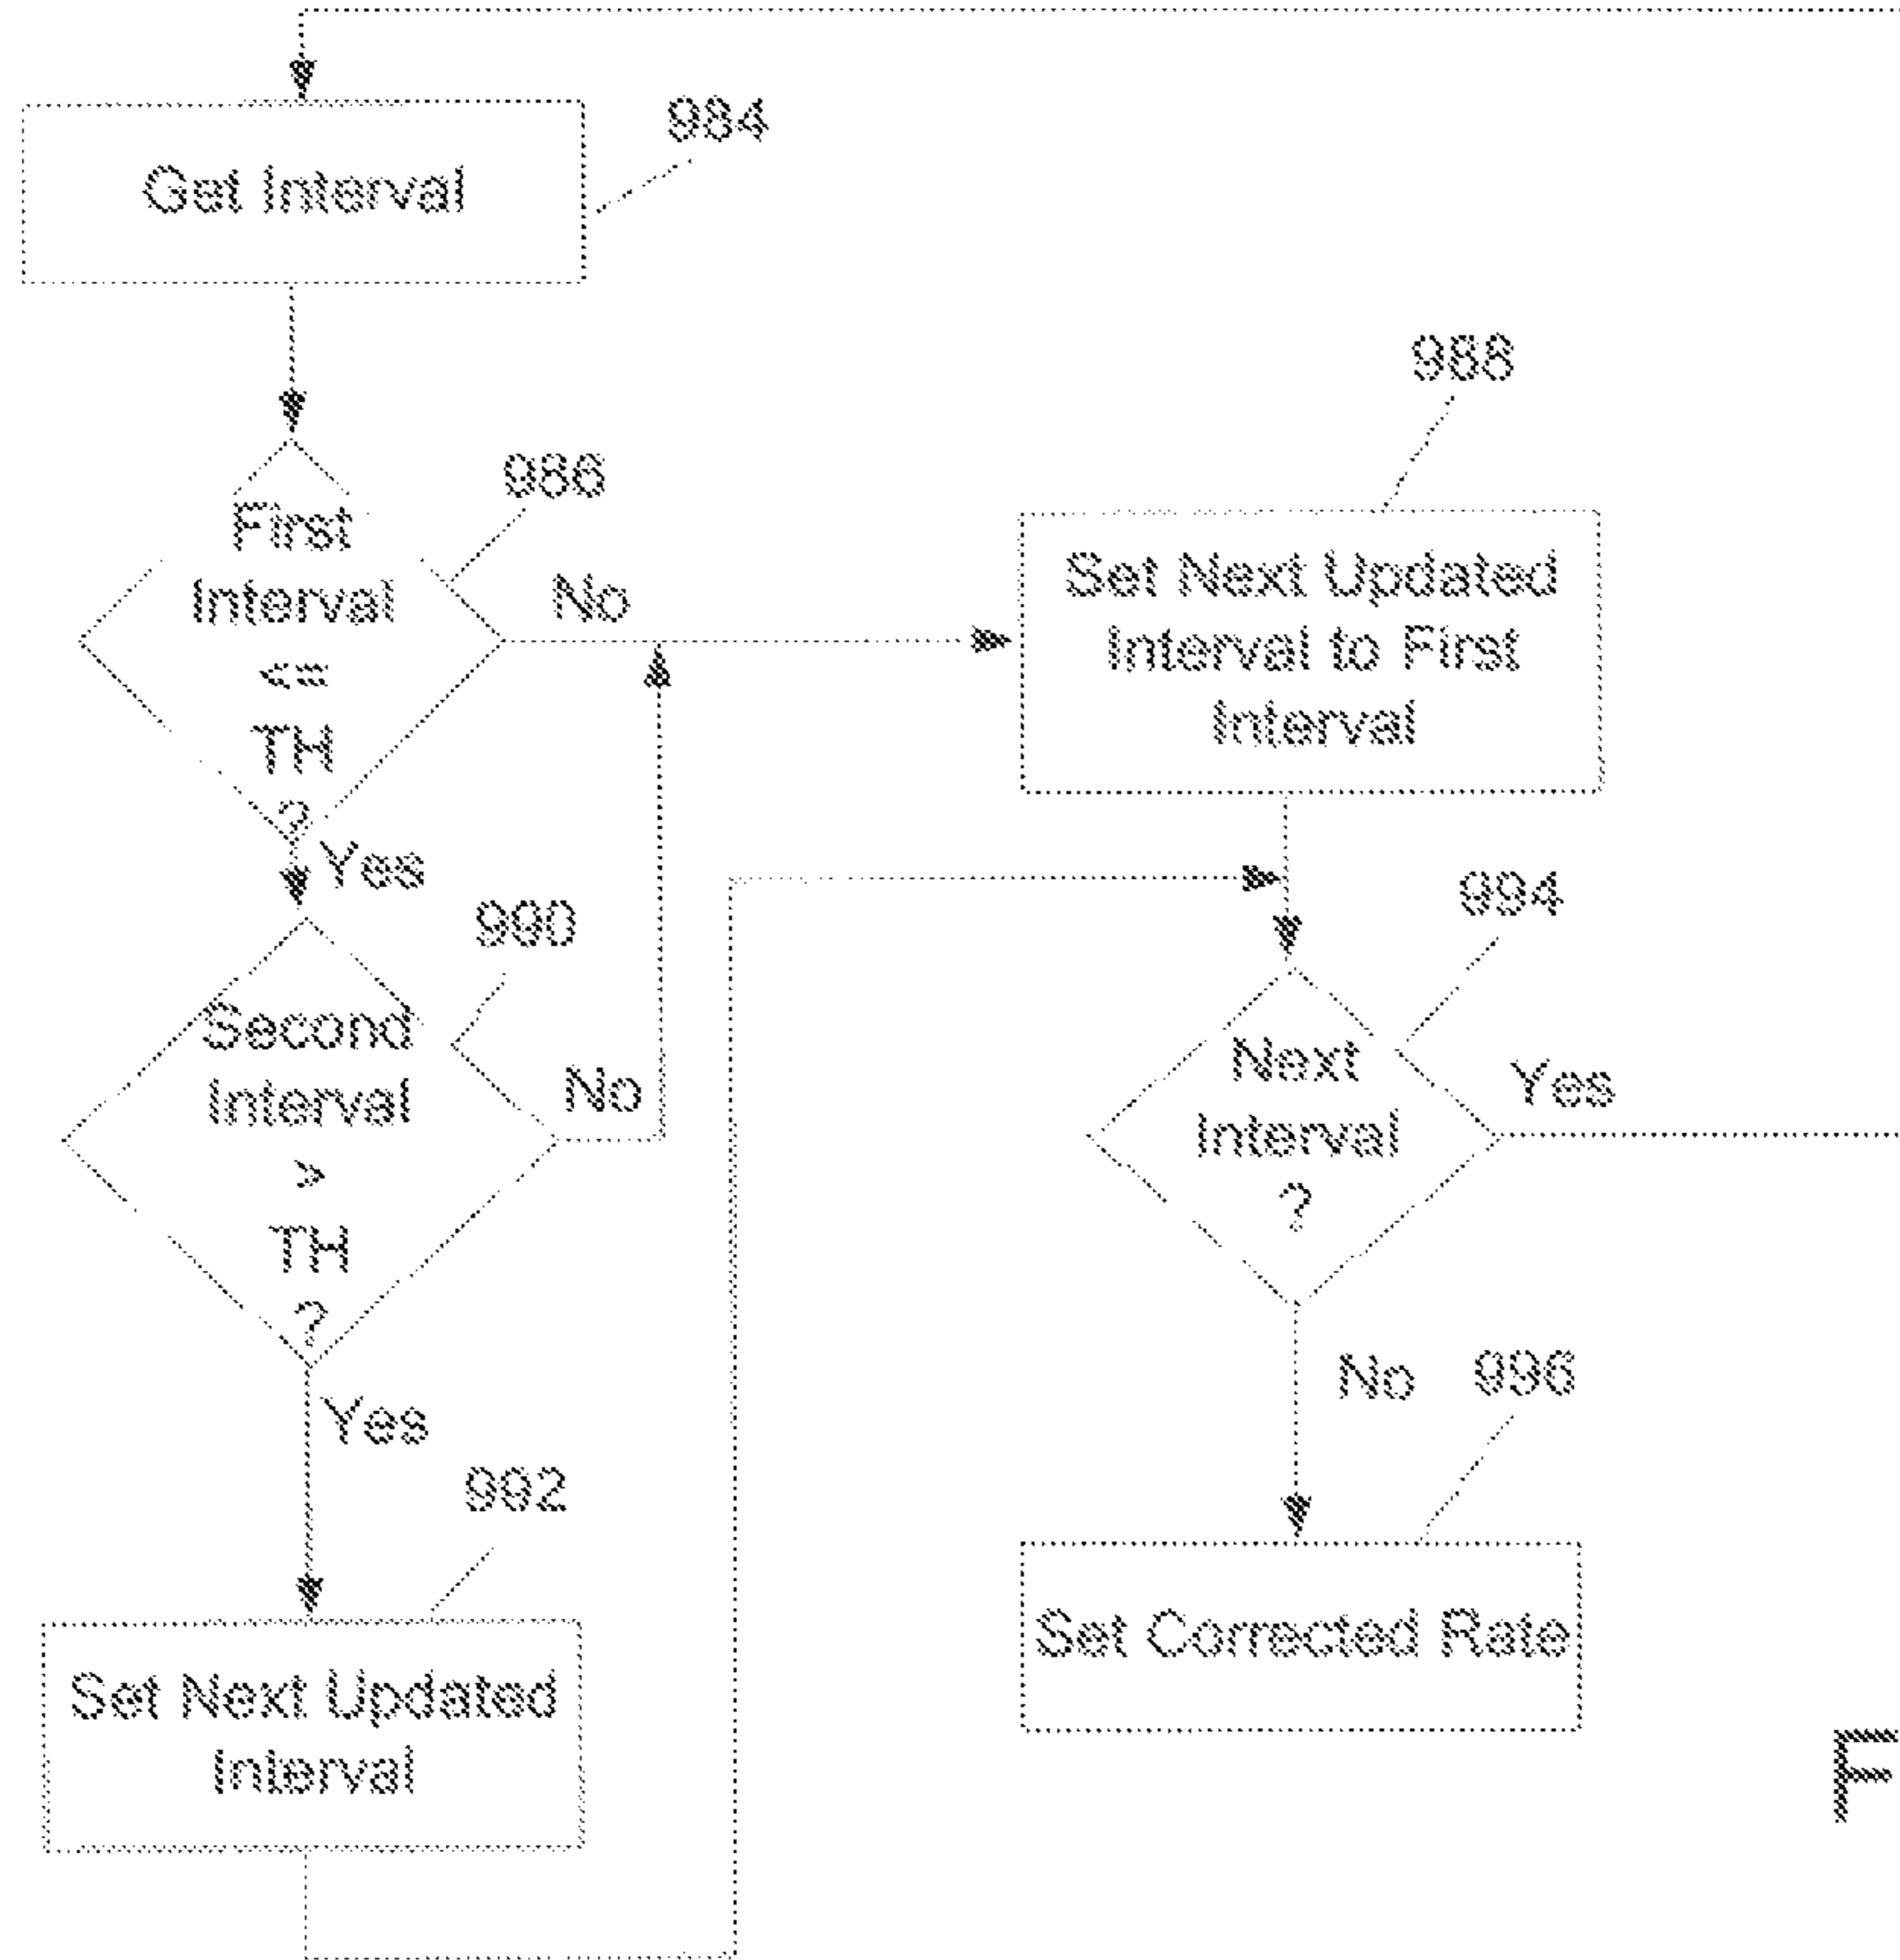 984
Get Interval
986
First
Interval
<=
TH
?
No
Yes
988
Set Next Updated
Interval to First
Interval
990
Second
Interval
>
TH
?
No
Yes
994
Next
Interval
?
Yes
No
996
Set Corrected Rate
992
Set Next Updated
Interval
F